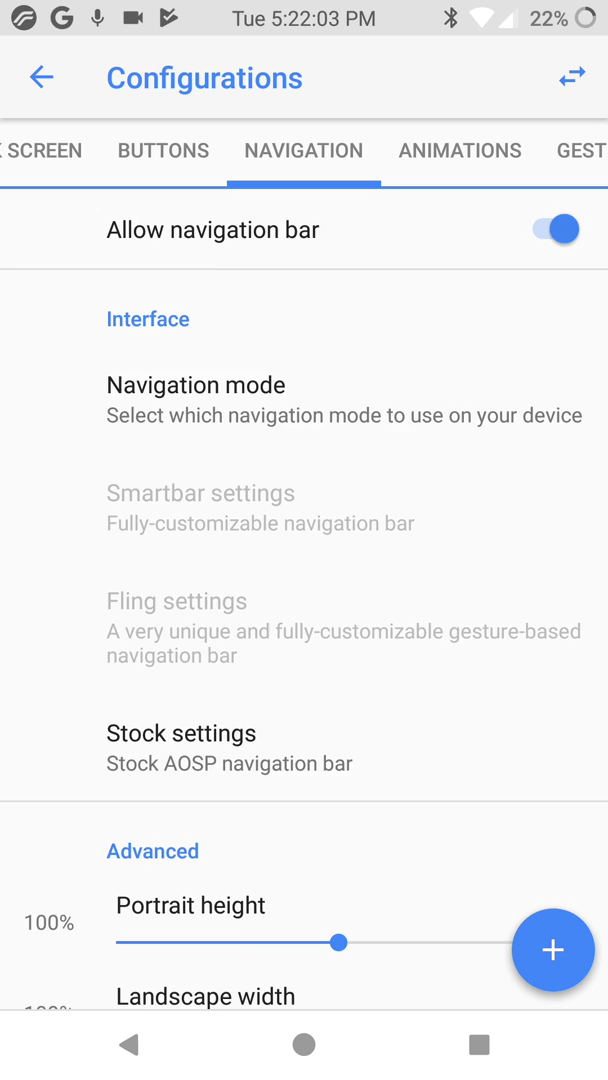 Tue 5:22:03 PM
22%
Configurations
SCREEN BUTTONS NAVIGATION ANIMATIONS GEST
Allow navigation bar
Interface
Navigation mode
Select which navigation mode to use on your device
Smartbar settings
Fully-customizable navigation bar
Fling settings
A very unique and fully-customizable gesture-based
navigation bar
Stock settings
Stock AOSP navigation bar
Advanced
Portrait height
100%
Landscape width